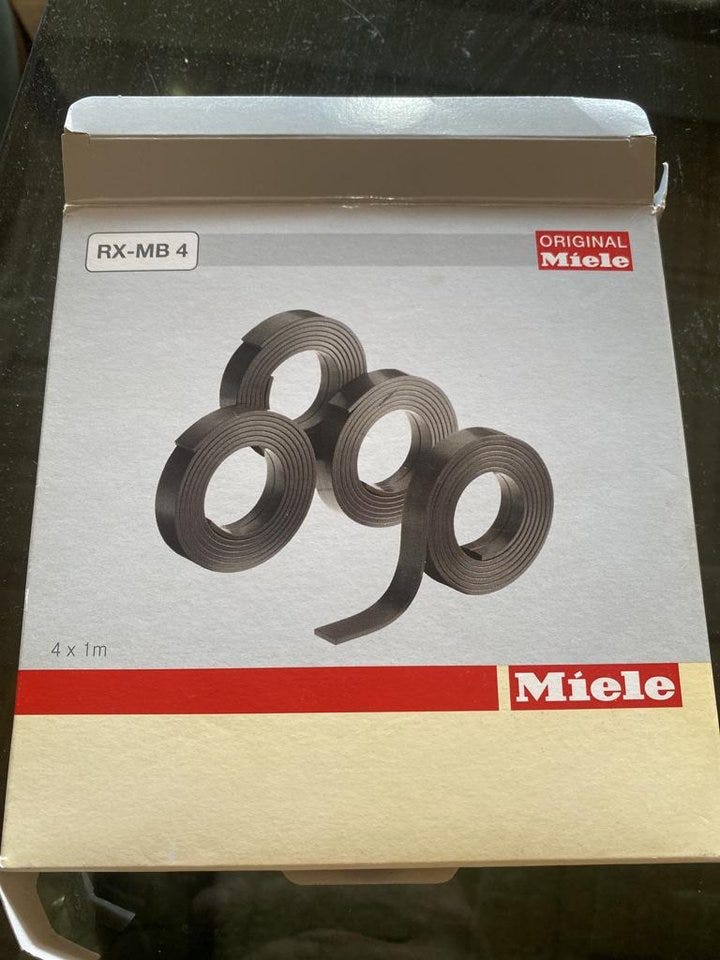 RX-MB 4
ORIGINAL
Miele
4 x 1m
Miele